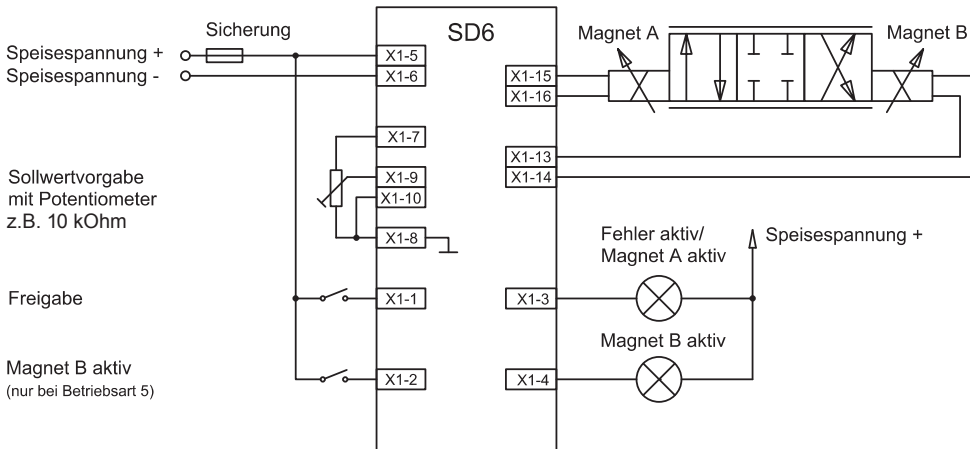 Sicherung
SD6
Magnet A
Magnet B
Speisespannung +
Speisespannung -
X1-5
X1-6
X1-15
X1-16
X1-7
X1-9
X1-10
X1-8
X1-13
X1-14
Sollwertvorgabe
mit Potentiometer
z.B. 10 kOhm
Fehler aktiv/
Magnet A aktiv
Speisespannung +
Freigabe
X1-1
X1-3
Magnet B aktiv
Magnet B aktiv
(nur bei Betriebsart 5)
X1-2
X1-4